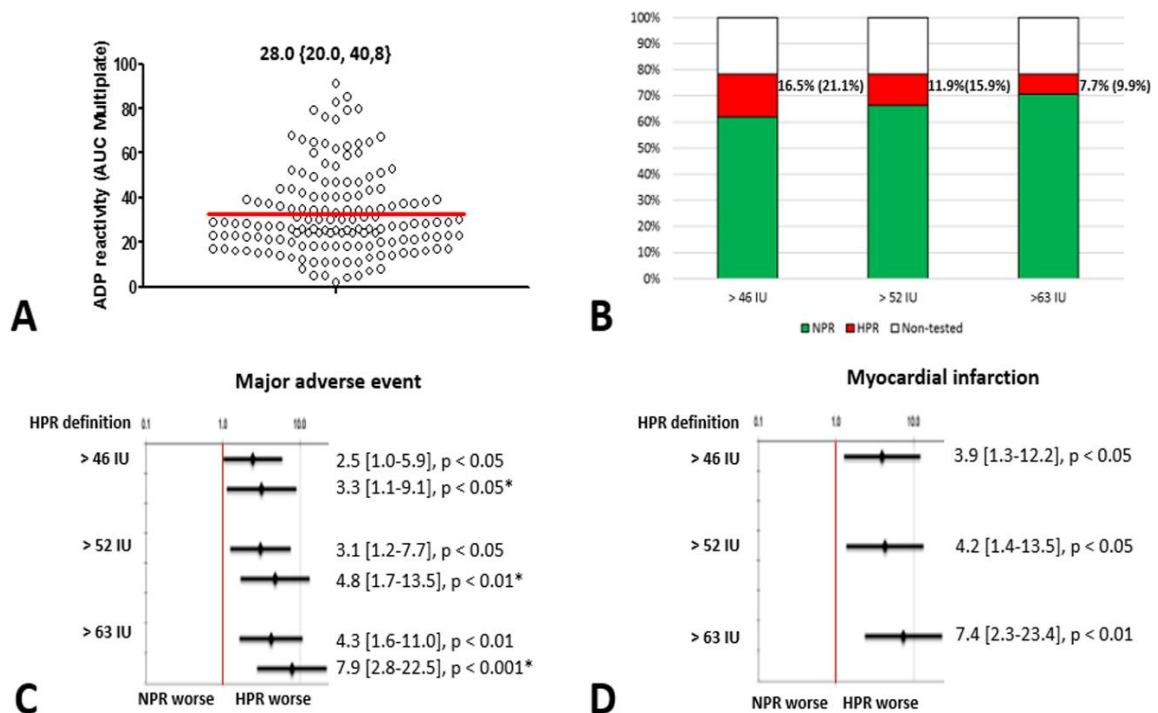 28.0 {20.0, 40,8}
ADP reactivity (AUC Multiplate)
100
80
60
40
20
0
A
100%
90%
80%
70%
60%
50%
40%
30%
20%
10%
0%
16.5% (21.1%)
11.9%(15.9%)
7.7% (9.9%)
> 46 IU
> 52 IU
>63 IU
NPR
HPR
Non-tested
B
Major adverse event
HPR definition
0.1
1.0
10.0
> 46 IU
2.5 [1.0-5.9], p < 0.05
3.3 [1.1-9.1], p < 0.05*
> 52 IU
3.1 [1.2-7.7], p < 0.05
4.8 [1.7-13.5], p < 0.01*
> 63 IU
4.3 [1.6-11.0], p < 0.01
7.9 [2.8-22.5], p < 0.001*
NPR worse
HPR worse
C
Myocardial infarction
HPR definition
0.1
1.0
10.0
> 46 IU
3.9 [1.3-12.2], p < 0.05
> 52 IU
4.2 [1.4-13.5], p < 0.05
> 63 IU
7.4 [2.3-23.4], p < 0.01
NPR worse
HPR worse
D